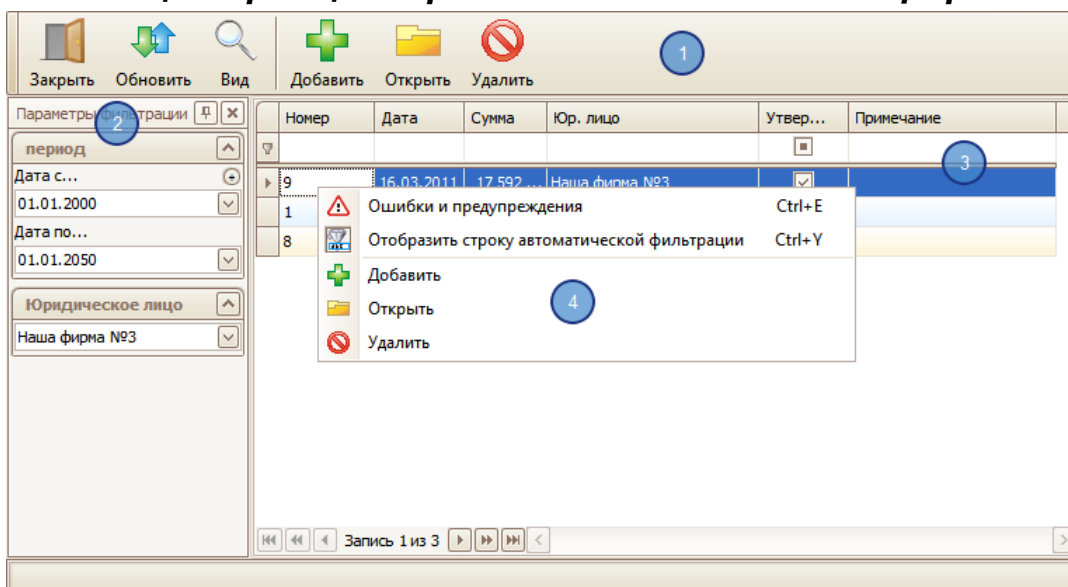 Закрыть Обновить Вид Добавить Открыть Удалить 1
Параметры фильтрации 2
период
Дата с...
01.01.2000
Дата по...
01.01.2050
Юридическое лицо
Наша фирма №3
Номер Дата Сумма Юр. лицо Утвер... Примечание
3
9 16.03.2011 17 592 ... Наша фирма №3
1
8
Ошибки и предупреждения Ctrl+E
Отобразить строку автоматической фильтрации Ctrl+Y
Добавить
Открыть 4
Удалить
Запись 1 из 3